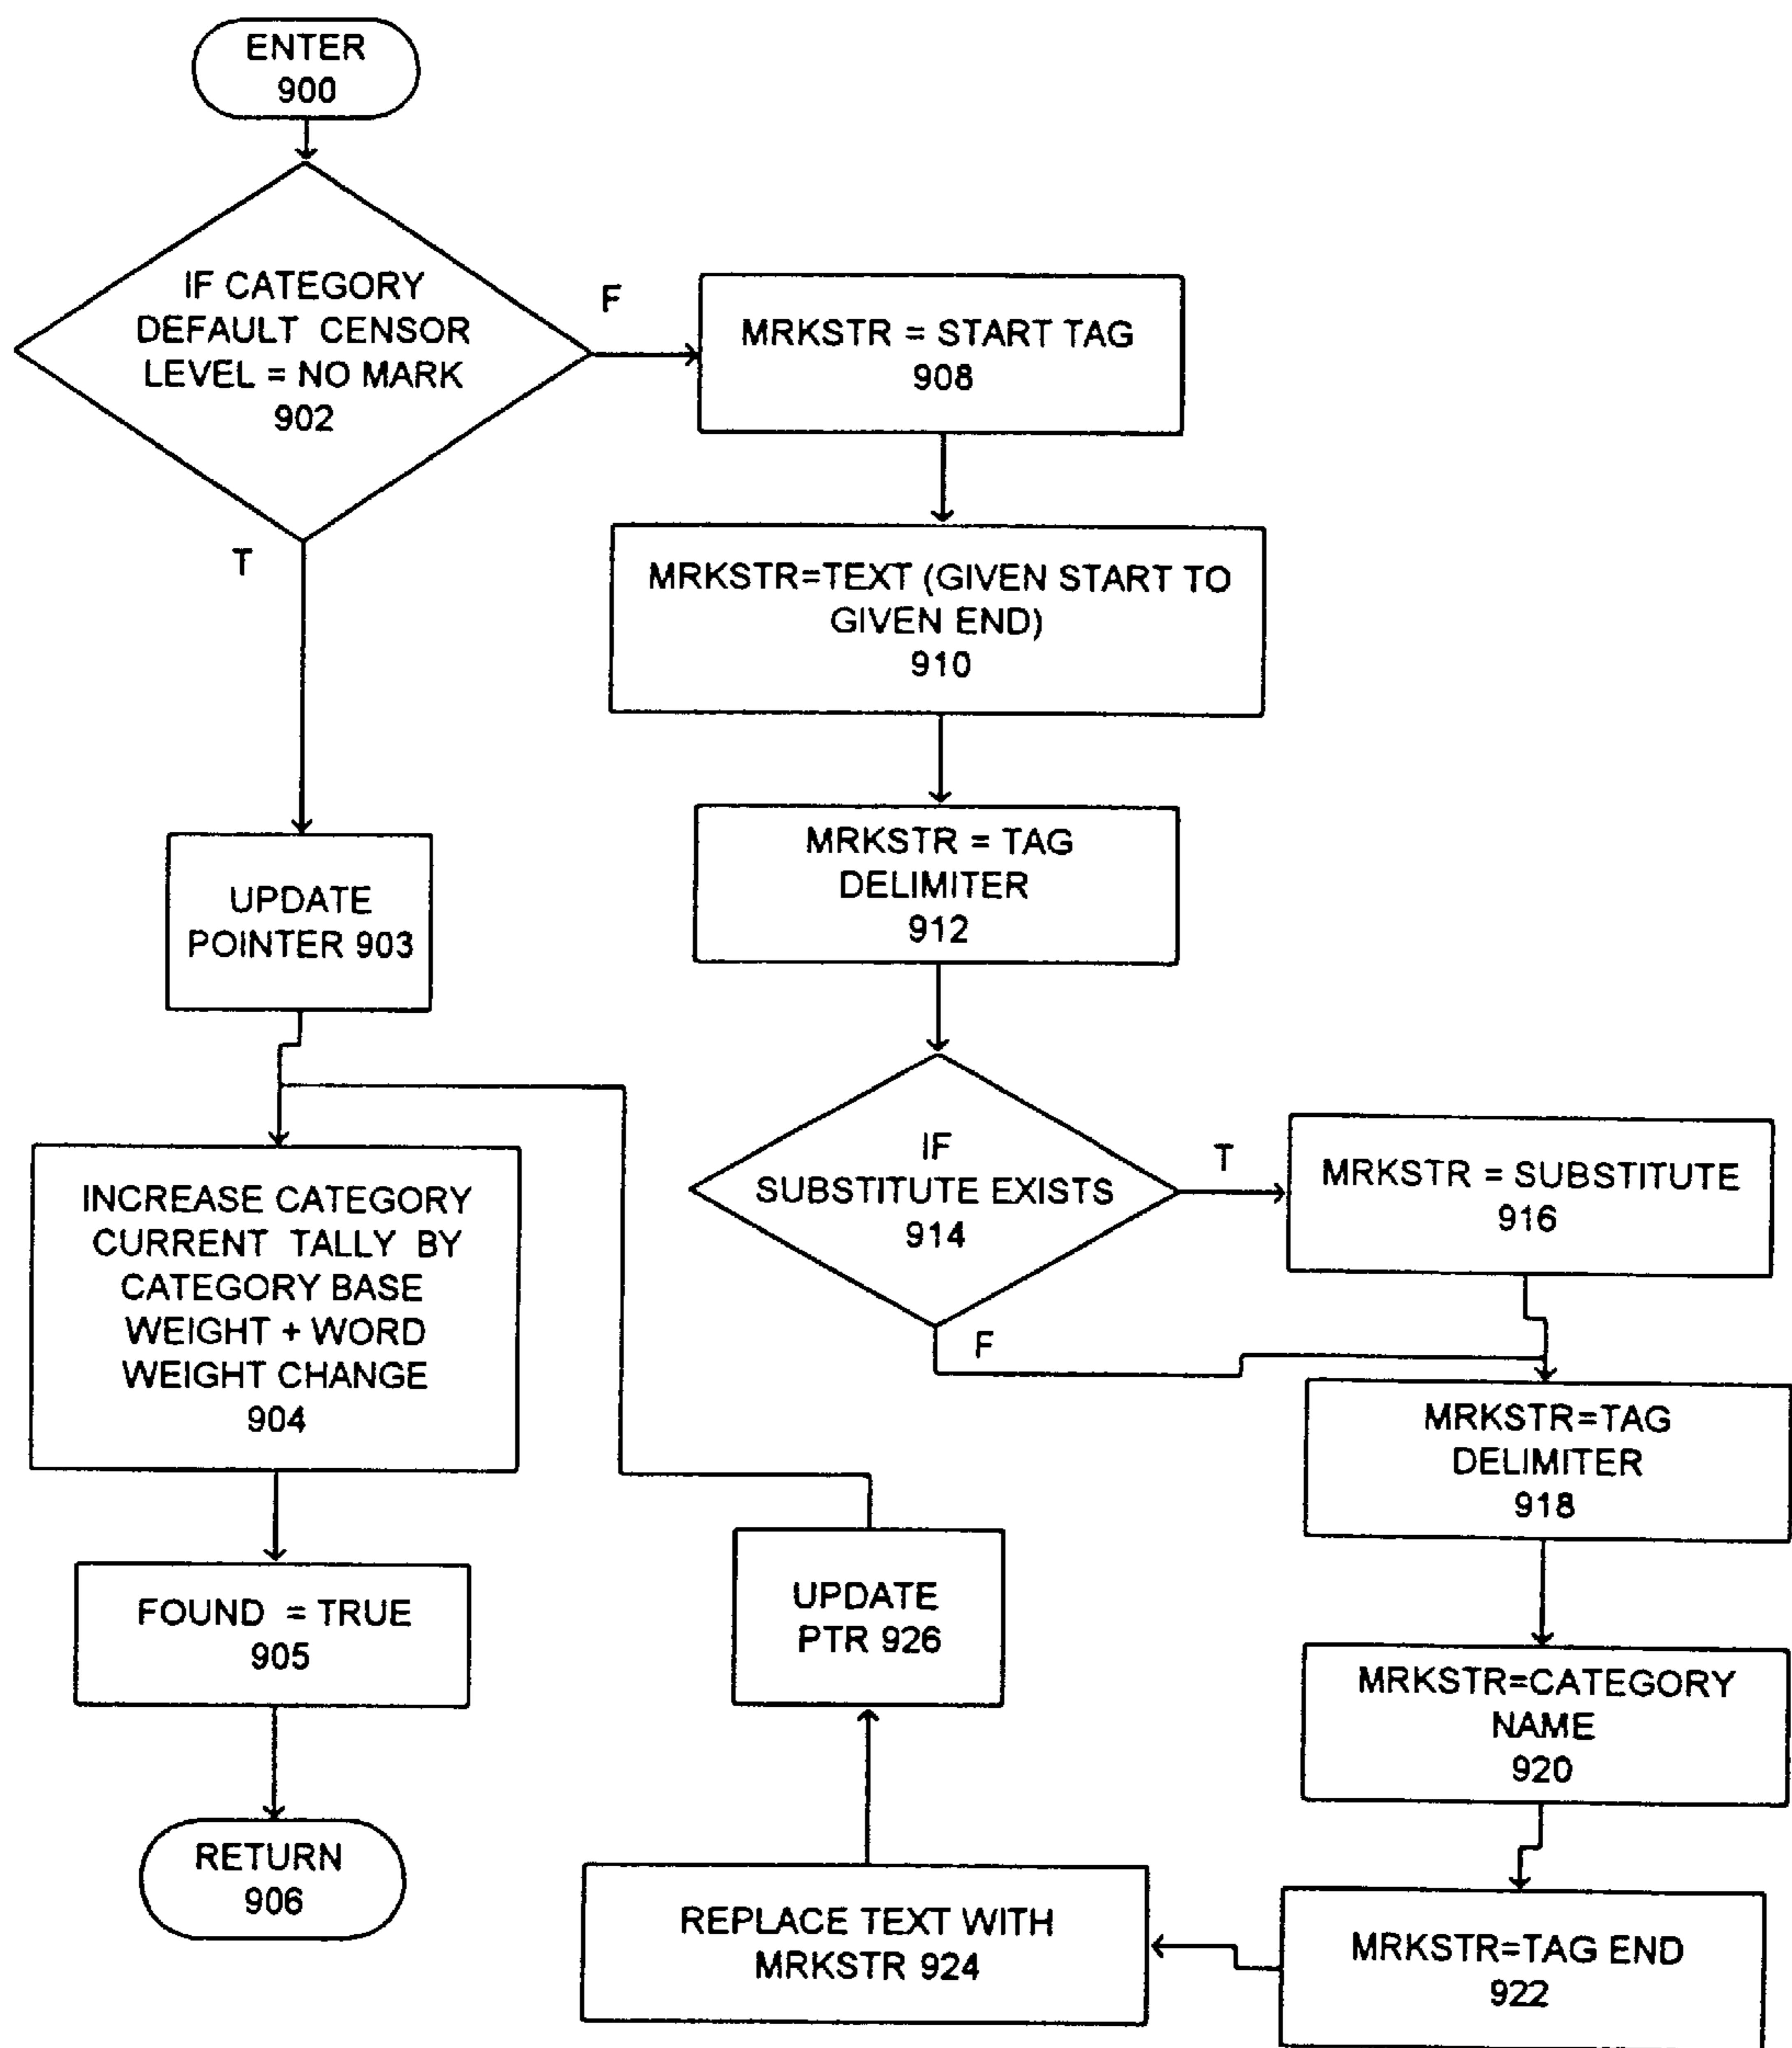 ENTER
900
IF CATEGORY
DEFAULT CENSOR
LEVEL = NO MARK
902
F
T
MRKSTR = START TAG
908
MRKSTR=TEXT (GIVEN START TO
GIVEN END)
910
MRKSTR = TAG
DELIMITER
912
UPDATE
POINTER 903
IF
SUBSTITUTE EXISTS
914
T
F
MRKSTR = SUBSTITUTE
916
INCREASE CATEGORY
CURRENT TALLY BY
CATEGORY BASE
WEIGHT + WORD
WEIGHT CHANGE
904
MRKSTR=TAG
DELIMITER
918
FOUND = TRUE
905
UPDATE
PTR 926
MRKSTR=CATEGORY
NAME
920
RETURN
906
REPLACE TEXT WITH
MRKSTR 924
MRKSTR=TAG END
922